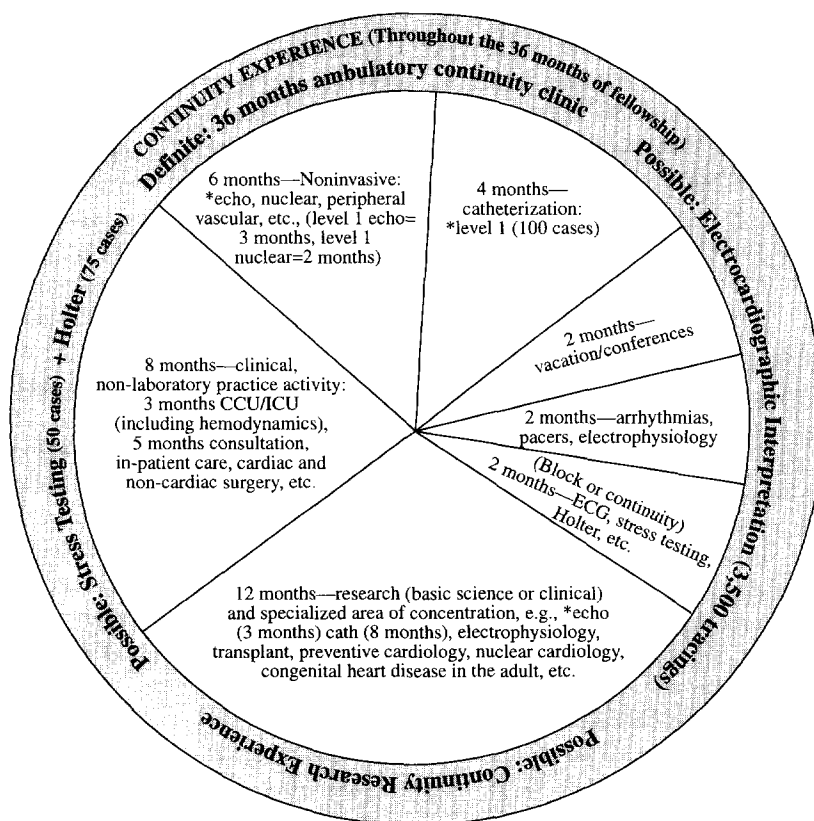 CONTINUITY EXPERIENCE (Throughout the 36 months of fellowship)
Definite: 36 months ambulatory continuity clinic
Possible: Electrocardiographic Interpretation (3,500 tracings)
Possible: Continuity Research Experience
Possible: Stress Testing (50 cases) + Holter (75 cases)
6 months—Noninvasive:
*echo, nuclear, peripheral
vascular, etc., (level 1 echo=
3 months, level 1
nuclear=2 months)
4 months—
catheterization:
*level 1 (100 cases)
2 months—
vacation/conferences
2 months—arrhythmias,
pacers, electrophysiology
(Block or continuity)
2 months—ECG, stress testing,
Holter, etc.
12 months—research (basic science or clinical)
and specialized area of concentration, e.g., *echo
(3 months) cath (8 months), electrophysiology,
transplant, preventive cardiology, nuclear cardiology,
congenital heart disease in the adult, etc.
8 months—clinical,
non-laboratory practice activity:
3 months CCU/ICU
(including hemodynamics),
5 months consultation,
in-patient care, cardiac and
non-cardiac surgery, etc.